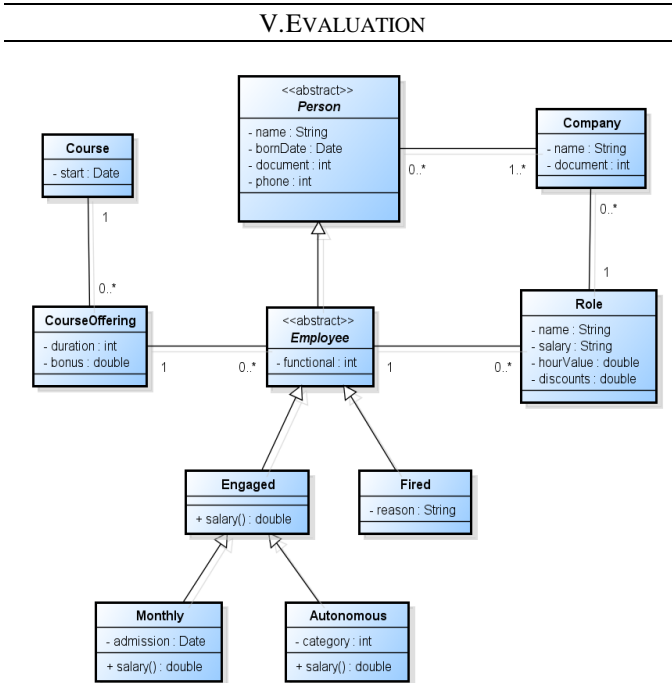 V.EVALUATION
<<abstract>>
Person
- name : String
- bornDate : Date
- document : int
- phone : int
Company
- name : String
- document : int
Course
- start : Date
0..*
1..*
0..*
1
1
0..*
CourseOffering
- duration : int
- bonus : double
<<abstract>>
Employee
- functional : int
Role
- name : String
- salary : String
- hourValue : double
- discounts : double
1
0..*
1
0..*
Engaged
+ salary() : double
Fired
- reason : String
Monthly
- admission : Date
+ salary() : double
Autonomous
- category : int
+ salary() : double